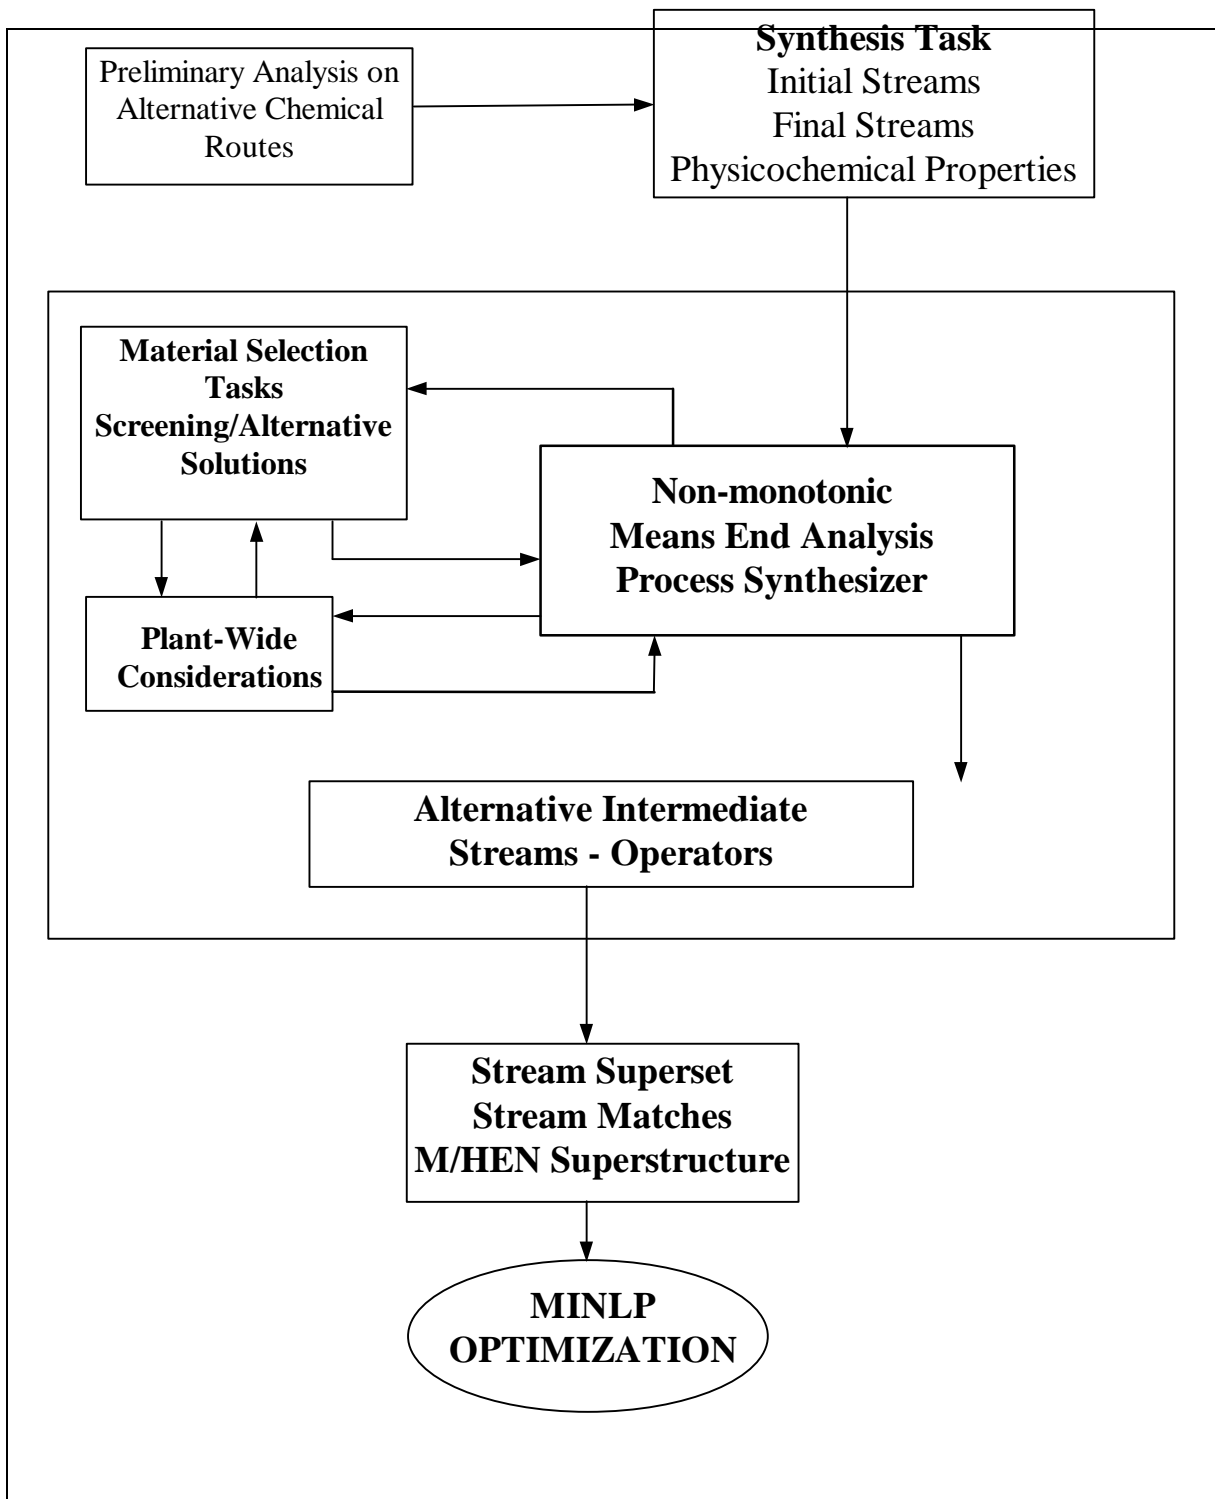 Preliminary Analysis on
Alternative Chemical
Routes
Synthesis Task
Initial Streams
Final Streams
Physicochemical Properties
Material Selection
Tasks
Screening/Alternative
Solutions
Non-monotonic
Means End Analysis
Process Synthesizer
Plant-Wide
Considerations
Alternative Intermediate
Streams - Operators
Stream Superset
Stream Matches
M/HEN Superstructure
MINLP
OPTIMIZATION